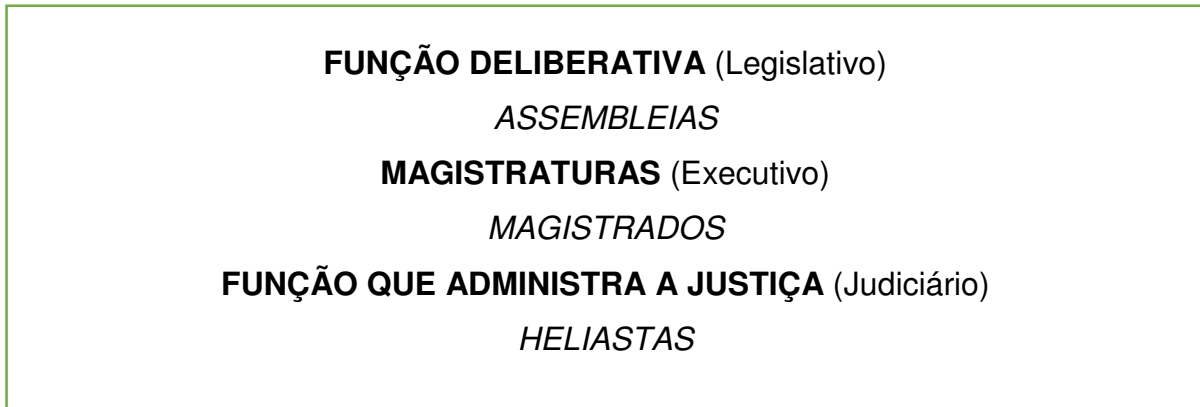 FUNÇÃO DELIBERATIVA (Legislativo)
ASSEMBLEIAS
MAGISTRATURAS (Executivo)
MAGISTRADOS
FUNÇÃO QUE ADMINISTRA A JUSTIÇA (Judiciário)
HELIASTAS